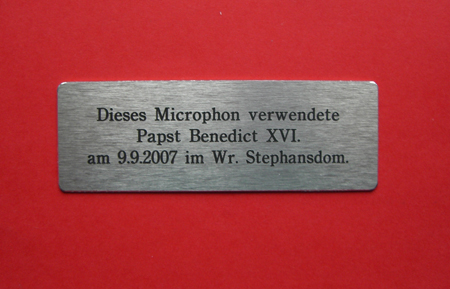 Dieses Microphon verwendete
Papst Benedict XVI.
am 9.9.2007 im Wr. Stephansdom.